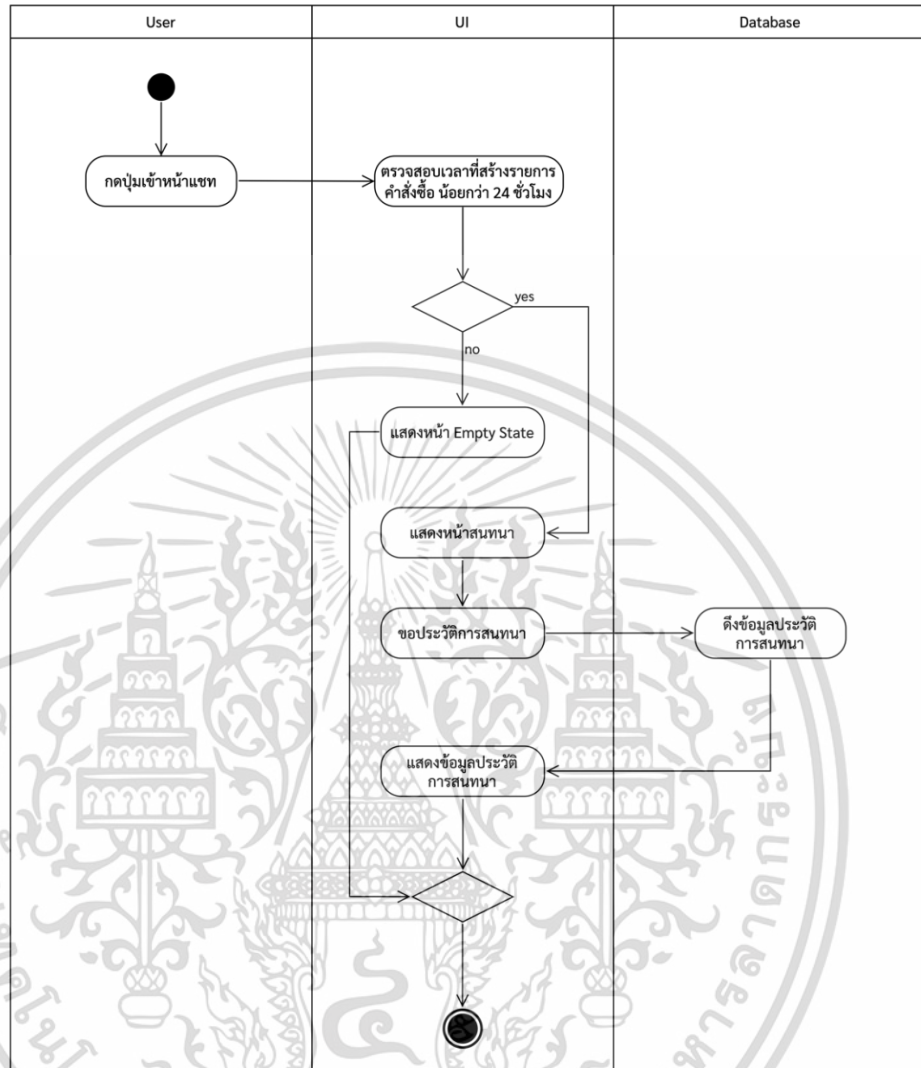 User
UI
Database
กดปุ่มเข้าหน้าแชท
ตรวจสอบเวลาที่สร้างรายการ
คำสั่งซื้อ น้อยกว่า 24 ชั่วโมง
yes
no
แสดงหน้า Empty State
แสดงหน้าสนทนา
ขอประวัติการสนทนา
ดึงข้อมูลประวัติ
การสนทนา
แสดงข้อมูลประวัติ
การสนทนา